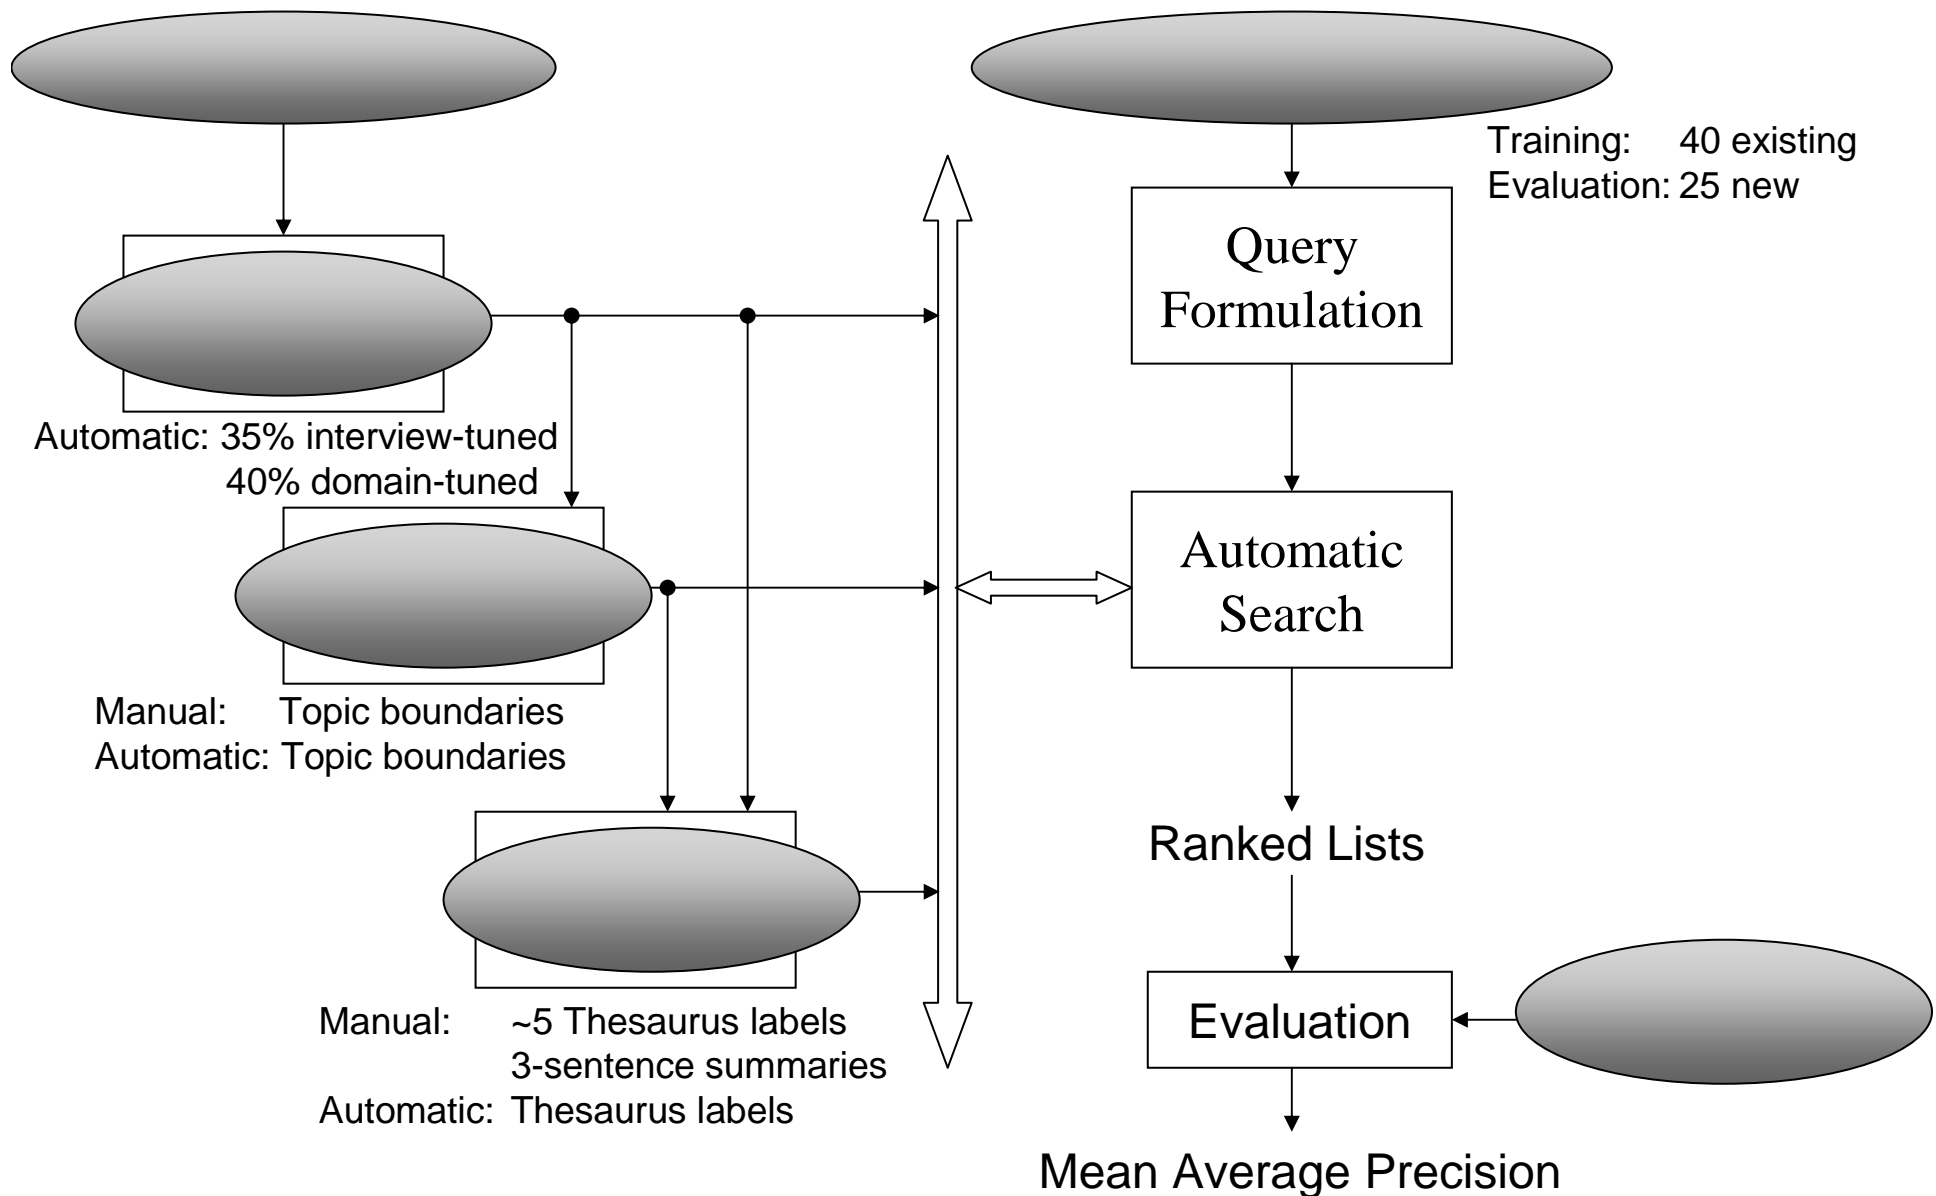 Training: 40 existing
Evaluation: 25 new
Query
Formulation
Automatic: 35% interview-tuned
40% domain-tuned
Automatic
Search
Manual: Topic boundaries
Automatic: Topic boundaries
Ranked Lists
Manual: ~5 Thesaurus labels
3-sentence summaries
Automatic: Thesaurus labels
Evaluation
Mean Average Precision